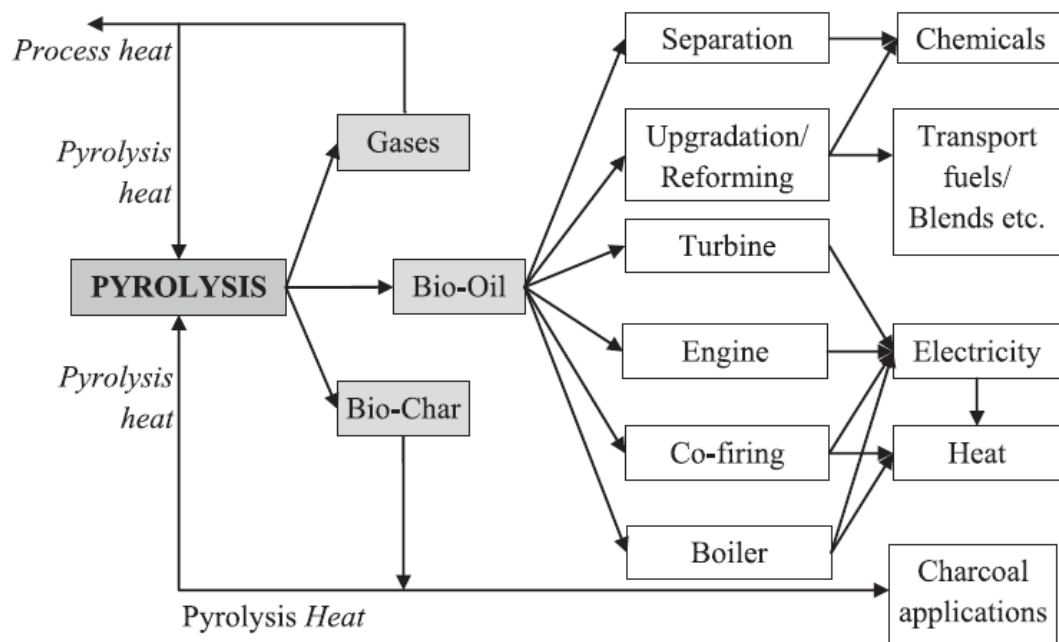 Process heat
Pyrolysis
heat
PYROLYSIS
Pyrolysis
heat
Pyrolysis Heat
Gases
Bio-Oil
Bio-Char
Separation
Upgradation/
Reforming
Turbine
Engine
Co-firing
Boiler
Chemicals
Transport
fuels/
Blends etc.
Electricity
Heat
Charcoal
applications